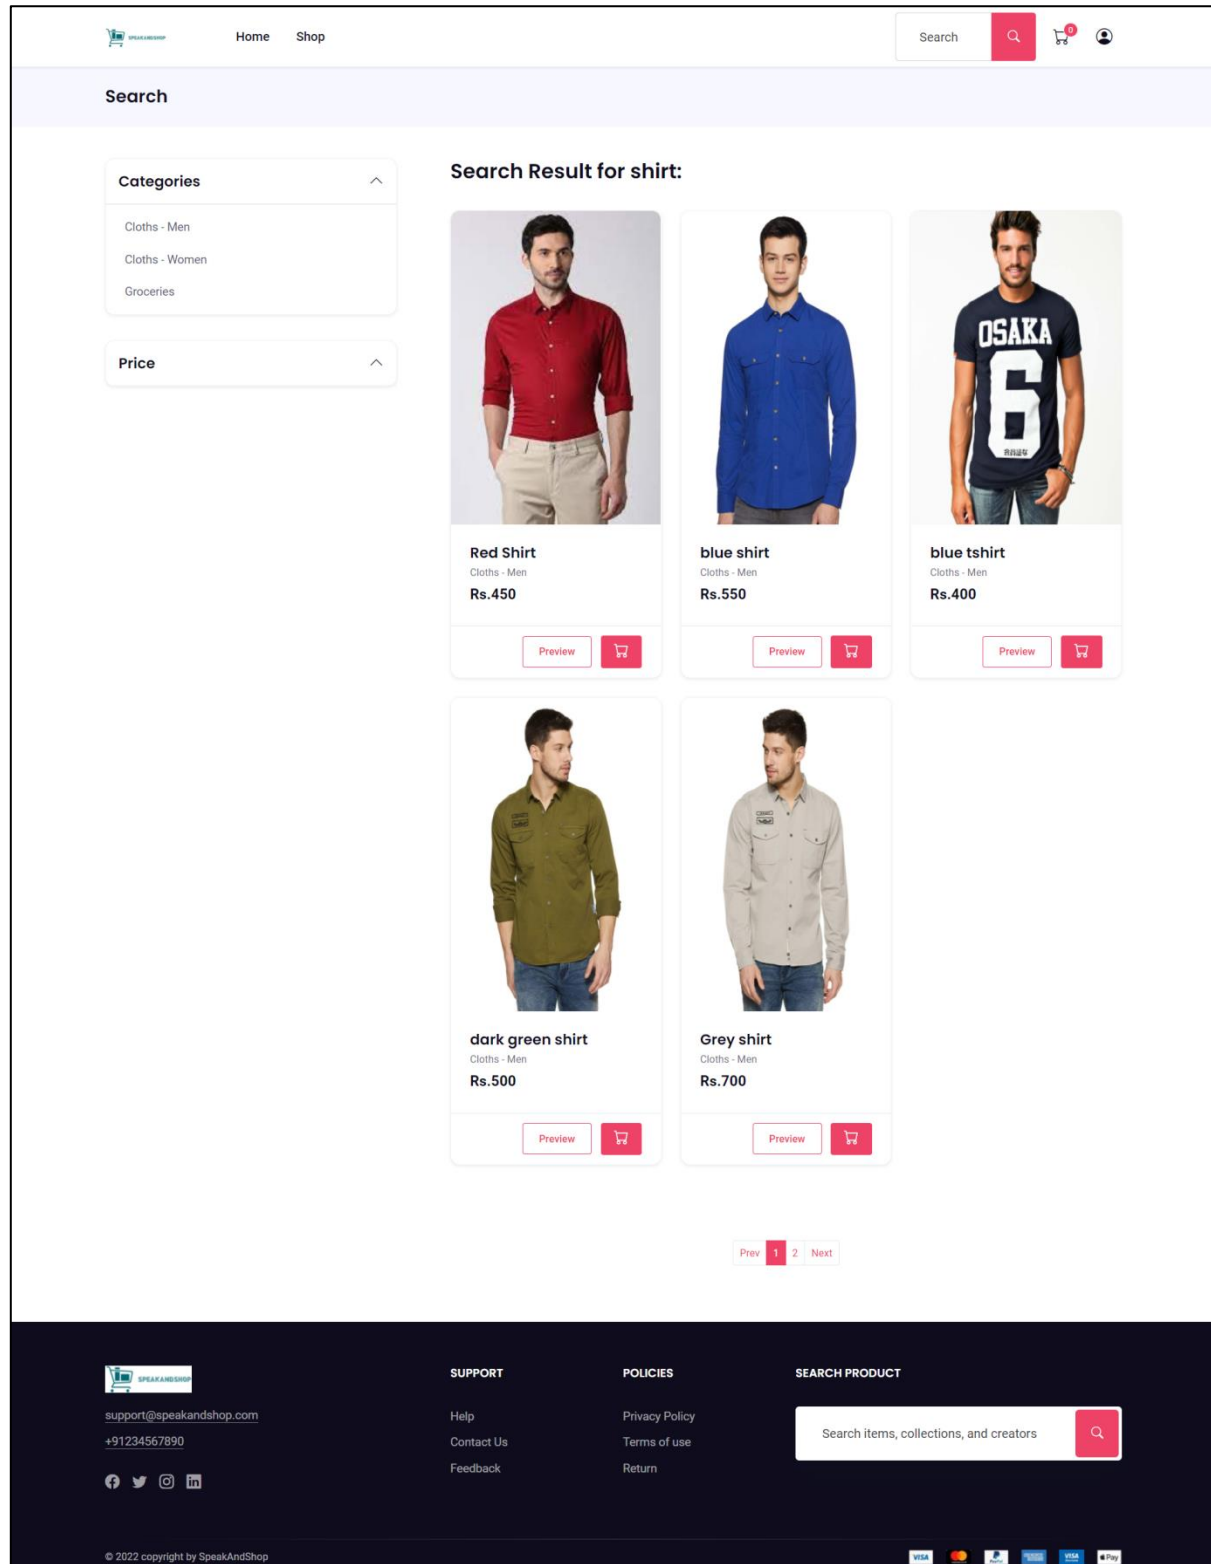 SPEAKANDSHOP
Home Shop
Search
0
Search
Categories
Cloths - Men
Cloths - Women
Groceries
Price
Search Result for shirt:
OSAKA
6
Red Shirt
Cloths - Men
Rs.450
Preview
blue shirt
Cloths - Men
Rs.550
Preview
blue tshirt
Cloths - Men
Rs.400
Preview
dark green shirt
Cloths - Men
Rs.500
Preview
Grey shirt
Cloths - Men
Rs.700
Preview
Prev 1 2 Next
SPEAKANDSHOP
support@speakandshop.com
+91234567890
SUPPORT
Help
Contact Us
Feedback
POLICIES
Privacy Policy
Terms of use
Return
SEARCH PRODUCT
Search items, collections, and creators
© 2022 copyright by SpeakAndShop
VISA
PayPal
VISA
Pay